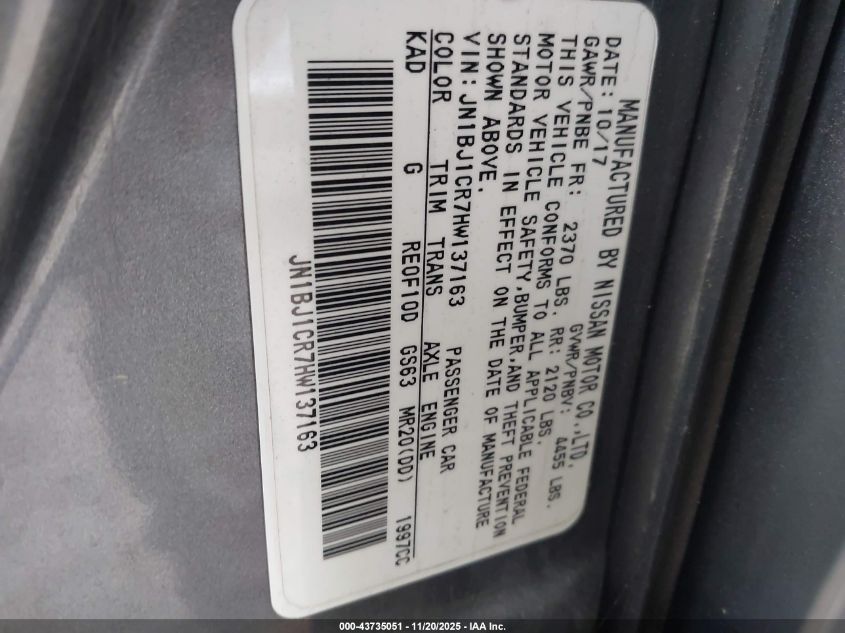 MANUFACTURED BY NISSAN MOTOR CO.,LTD.
DATE: 10/17 GVWR/PNBV: 4455 LBS.
GAWR/PNBE FR: 2370 LBS. RR: 2120 LBS.
THIS VEHICLE CONFORMS TO ALL APPLICABLE FEDERAL
MOTOR VEHICLE SAFETY,BUMPER,AND THEFT PREVENTION
STANDARDS IN EFFECT ON THE DATE OF MANUFACTURE
SHOWN ABOVE.
VIN: JN1BJ1CR7HW137163 PASSENGER CAR
COLOR TRIM TRANS AXLE ENGINE
KAD G RE0F10D GS63 MR20(DD) 1997CC
JN1BJ1CR7HW137163
000-43735051 - 11/20/2025 - IAA Inc.